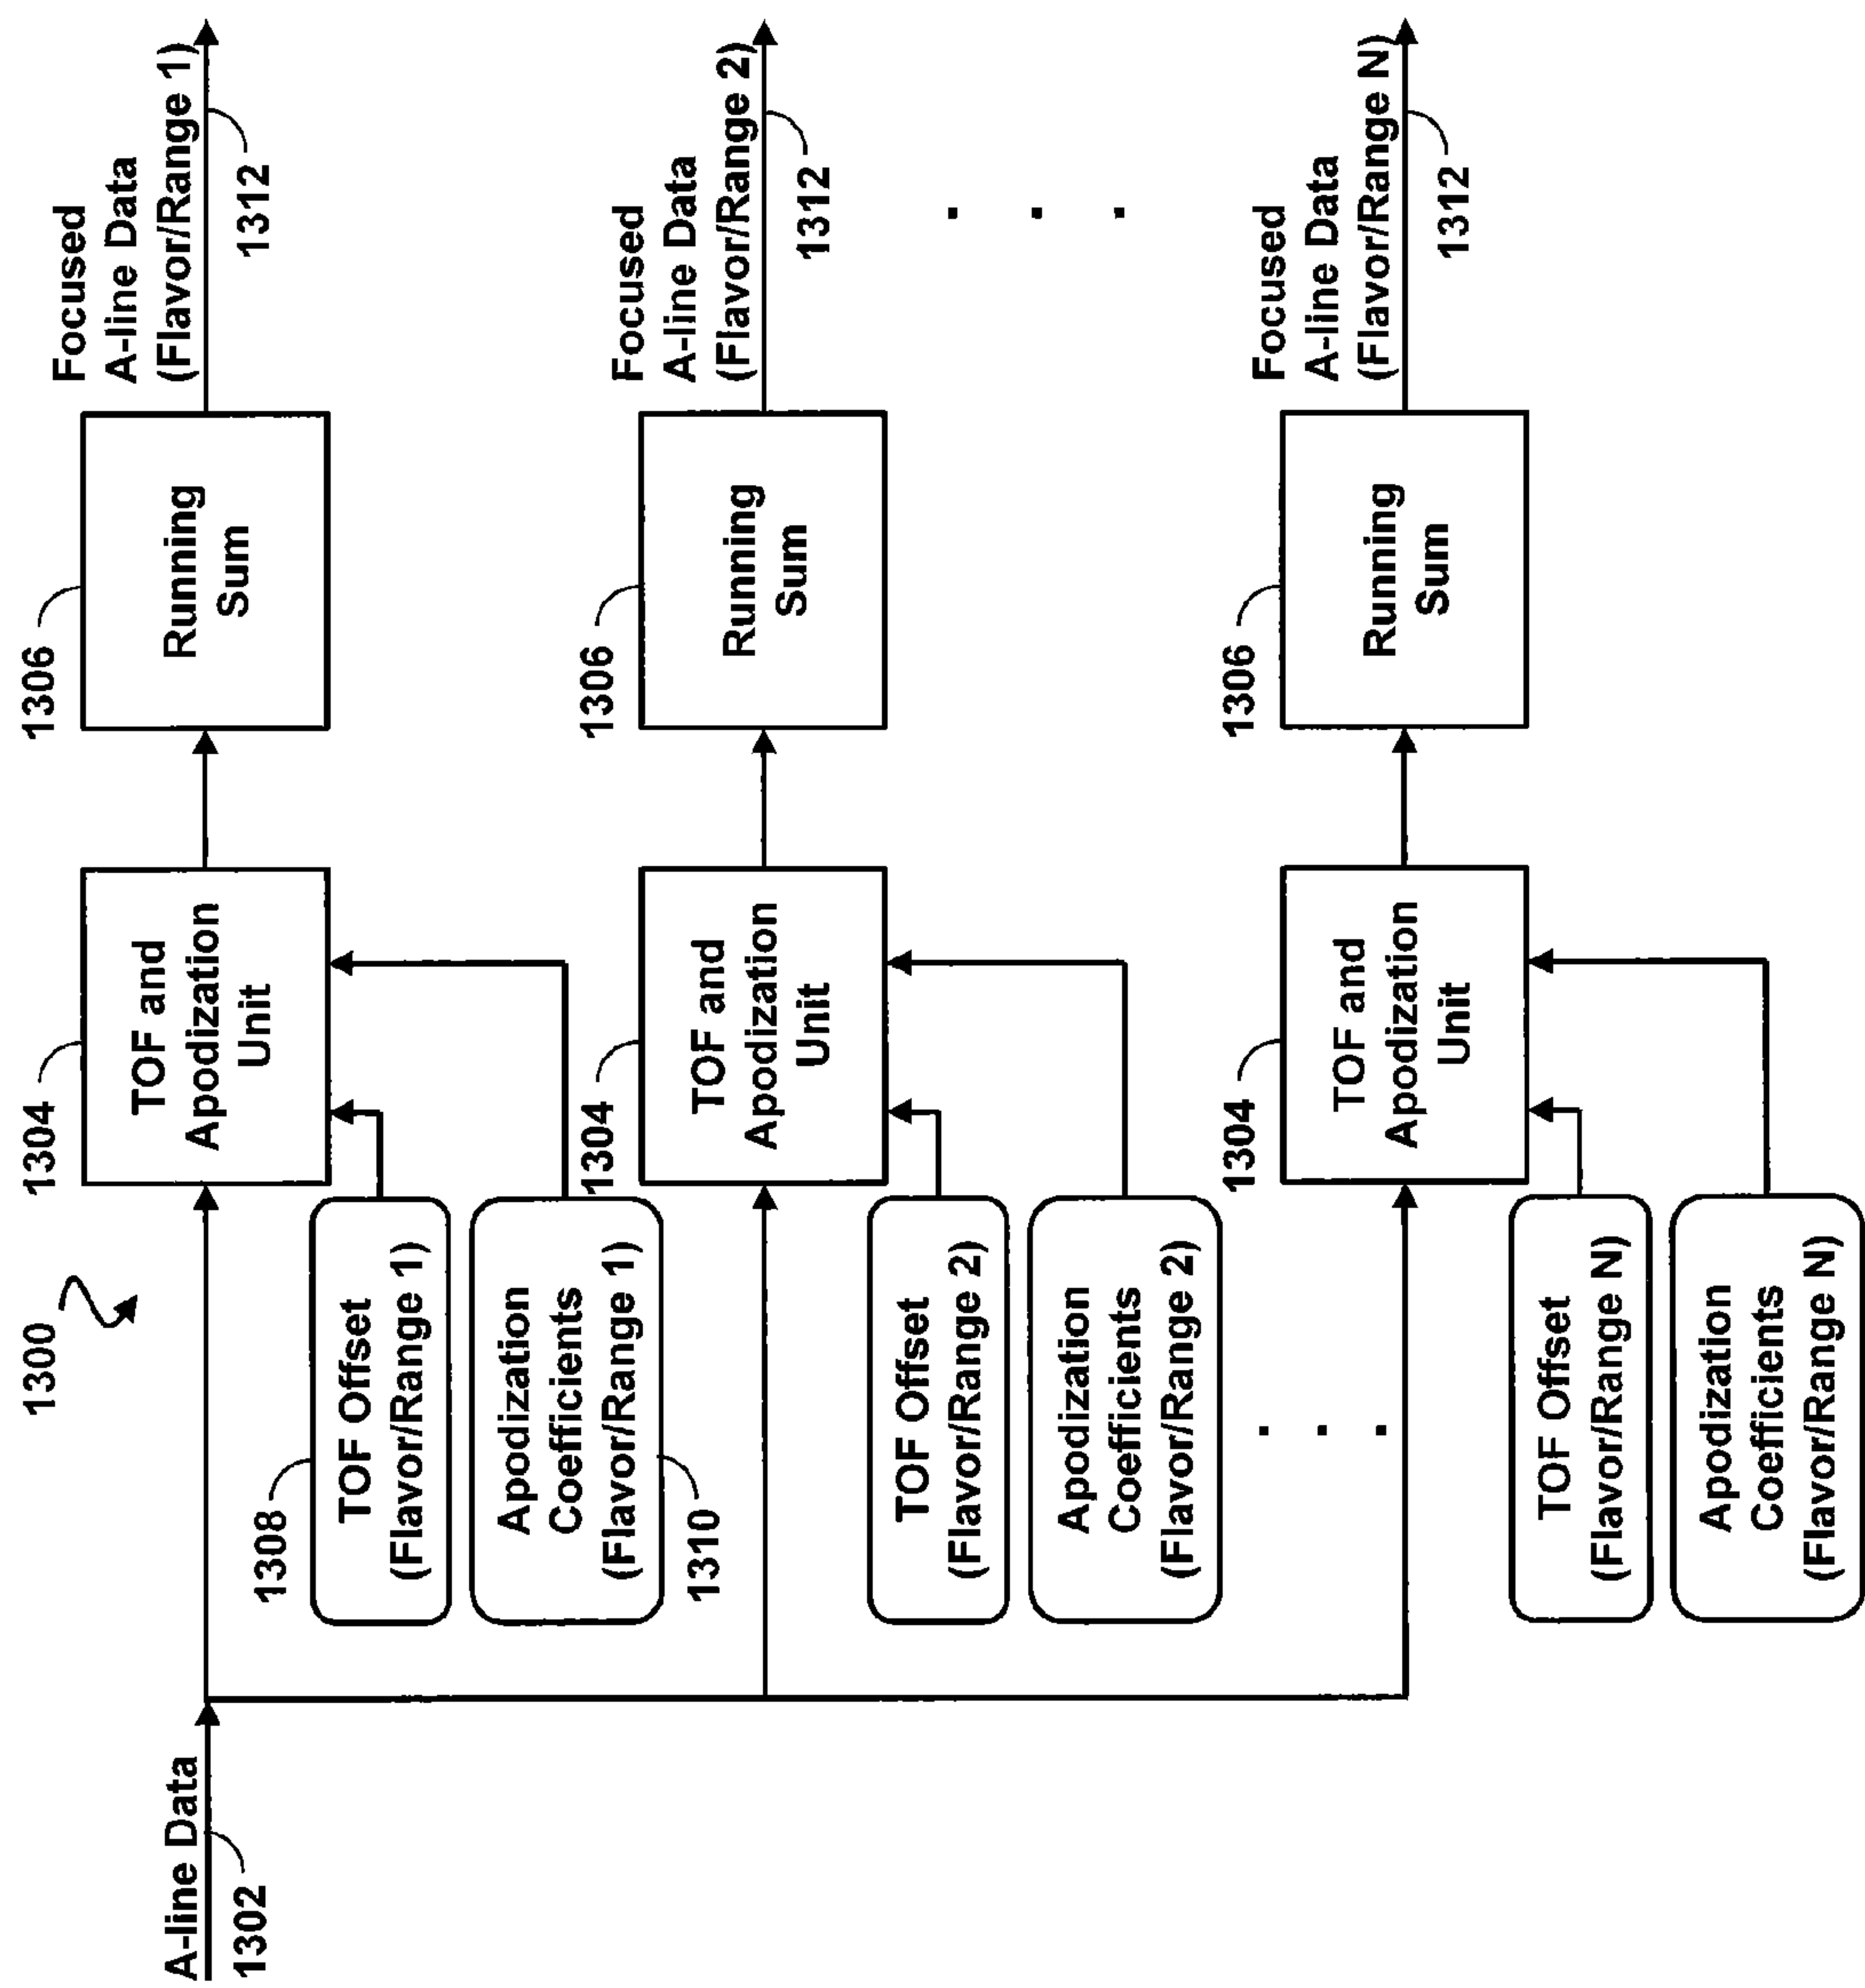 1300
A-line Data
1302
1304
TOF and
Apodization
Unit
1306
Running
Sum
Focused
A-line Data
(Flavor/Range 1)
1312
1308
TOF Offset
(Flavor/Range 1)
Apodization
Coefficients
(Flavor/Range 1)
1310
1304
TOF and
Apodization
Unit
1306
Running
Sum
Focused
A-line Data
(Flavor/Range 2)
1312
TOF Offset
(Flavor/Range 2)
Apodization
Coefficients
(Flavor/Range 2)
. . .
. . .
1304
TOF and
Apodization
Unit
1306
Running
Sum
Focused
A-line Data
(Flavor/Range N)
1312
TOF Offset
(Flavor/Range N)
Apodization
Coefficients
(Flavor/Range N)